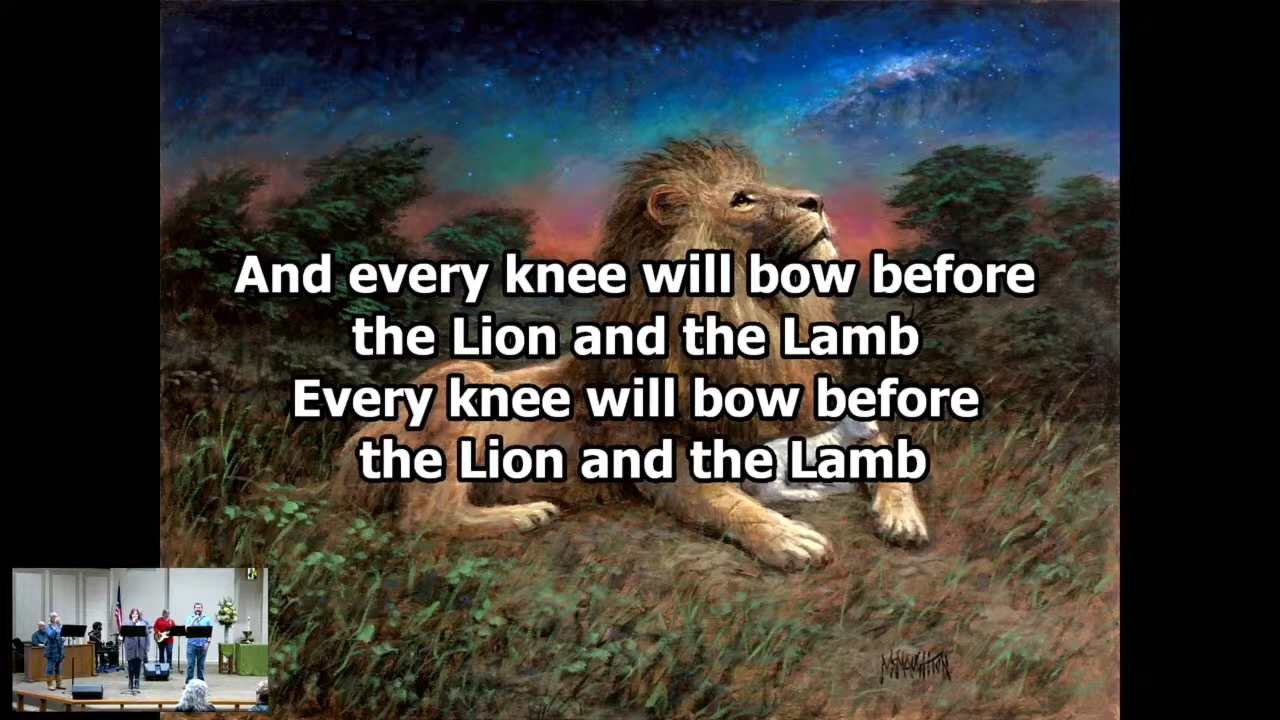 And every knee will bow before
the Lion and the Lamb
Every knee will bow before
the Lion and the Lamb
McNAUGHTON